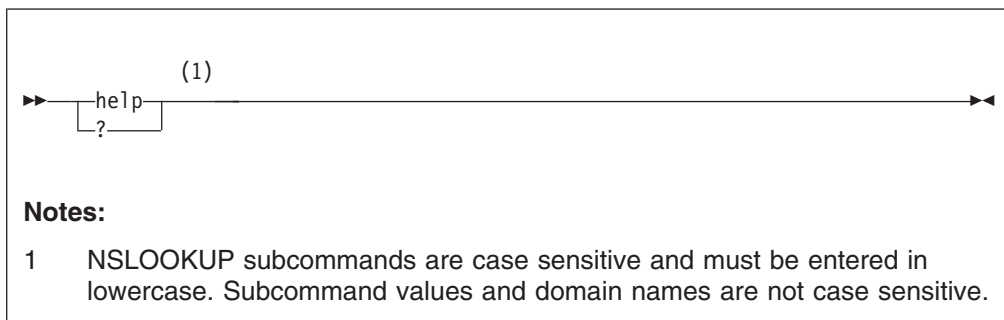 (1)
help
?
Notes:
1 NSLOOKUP subcommands are case sensitive and must be entered in
lowercase. Subcommand values and domain names are not case sensitive.